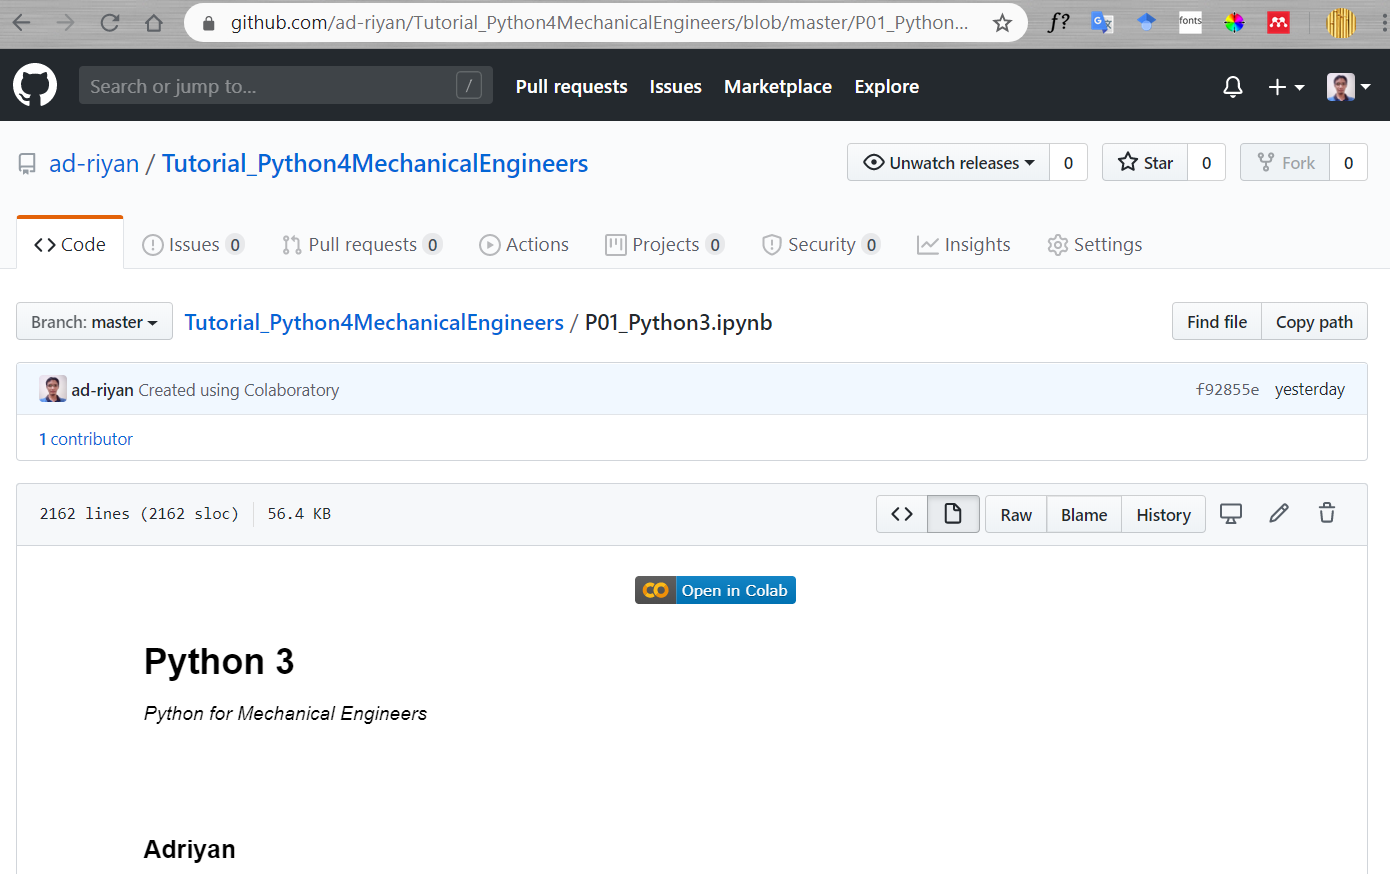 github.com/ad-riyan/Tutorial_Python4MechanicalEngineers/blob/master/P01_Python...
f?
fonts
Search or jump to...
/
Pull requests
Issues
Marketplace
Explore
ad-riyan / Tutorial_Python4MechanicalEngineers
Unwatch releases 0
Star 0
Fork 0
Code
Issues 0
Pull requests 0
Actions
Projects 0
Security 0
Insights
Settings
Branch: master
Tutorial_Python4MechanicalEngineers / P01_Python3.ipynb
Find file
Copy path
ad-riyan Created using Colaboratory
f92855e yesterday
1 contributor
2162 lines (2162 sloc) 56.4 KB
Raw
Blame
History
CO Open in Colab
Python 3
Python for Mechanical Engineers
Adriyan